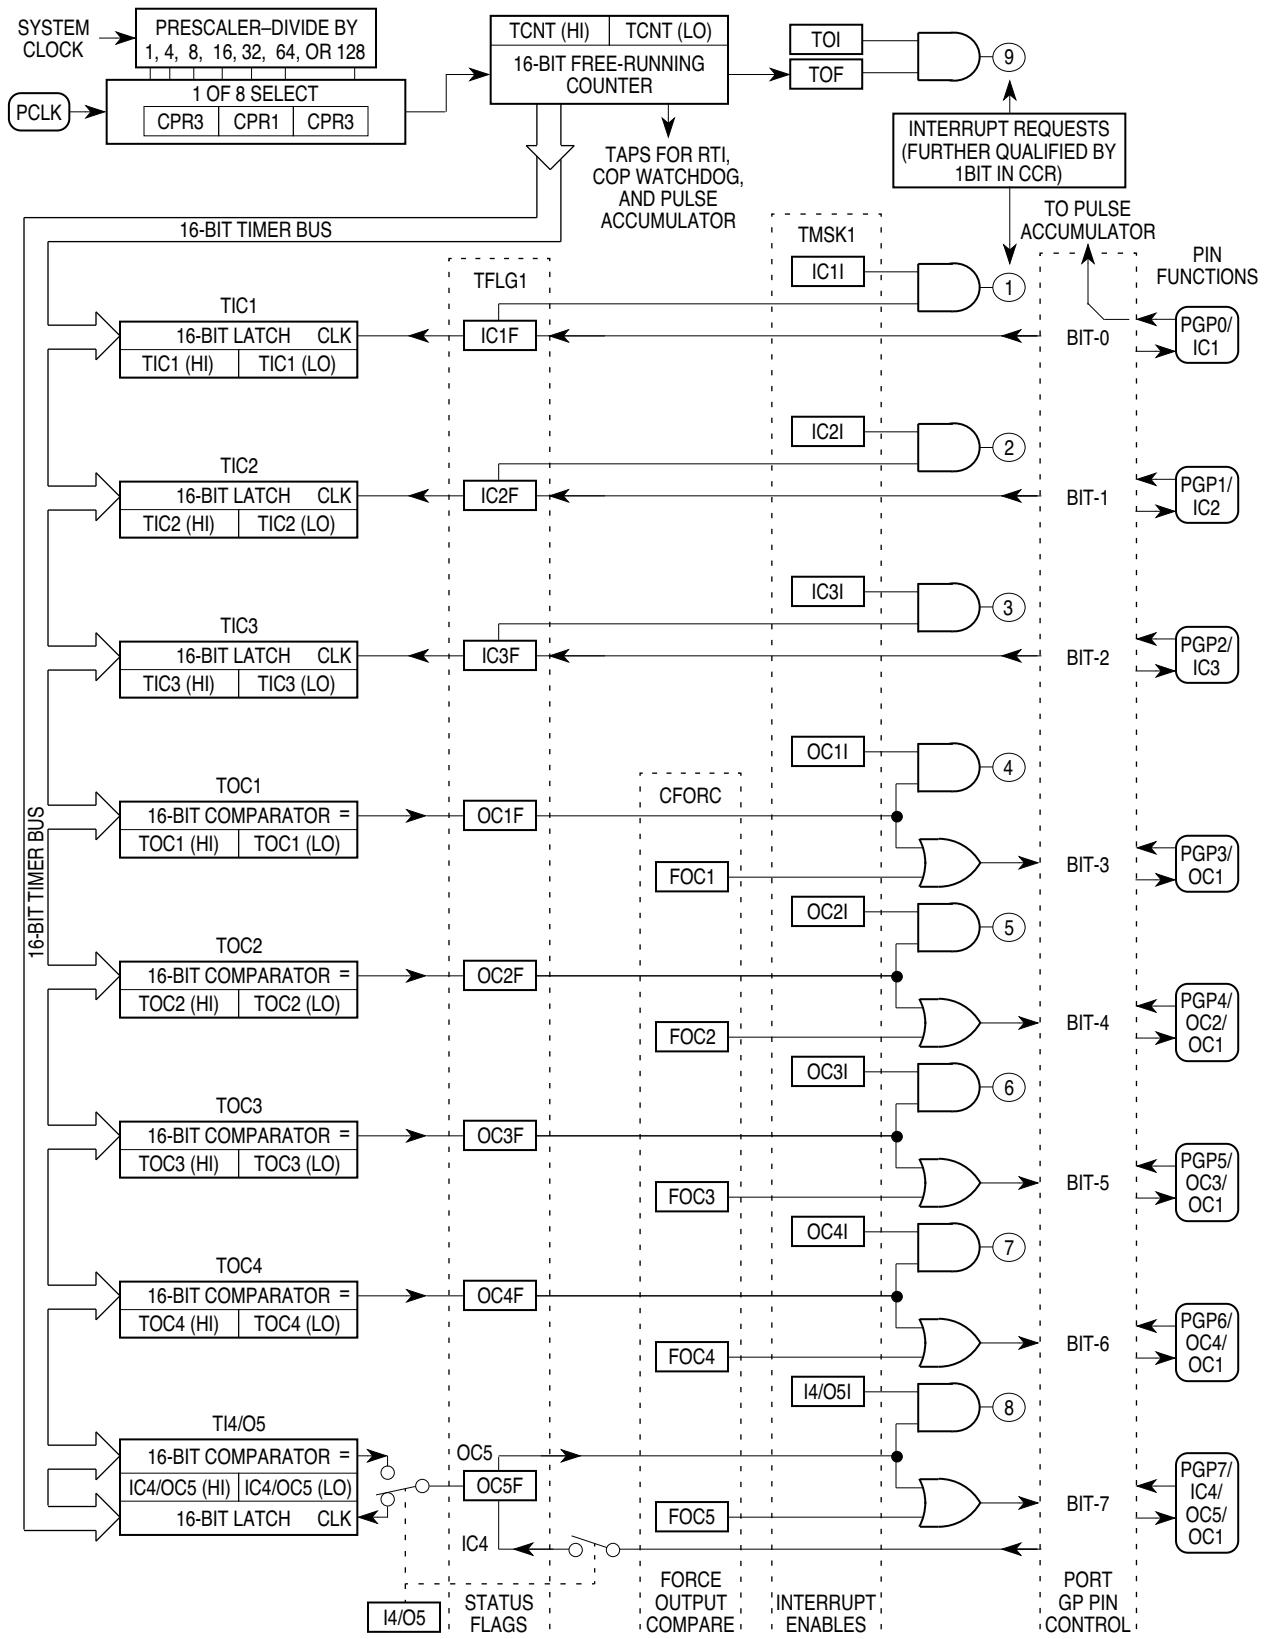 SYSTEM
CLOCK
PRESCALER–DIVIDE BY
1, 4, 8, 16, 32, 64, OR 128
PCLK
1 OF 8 SELECT
CPR3 CPR1 CPR3
TCNT (HI) TCNT (LO)
16-BIT FREE-RUNNING
COUNTER
TOI
TOF
9
INTERRUPT REQUESTS
(FURTHER QUALIFIED BY
1BIT IN CCR)
TAPS FOR RTI,
COP WATCHDOG,
AND PULSE
ACCUMULATOR
16-BIT TIMER BUS
TO PULSE
ACCUMULATOR
PIN
FUNCTIONS
TMSK1
TFLG1
IC1I
1
TIC1
16-BIT LATCH CLK
TIC1 (HI) TIC1 (LO)
IC1F
BIT-0
PGP0/
IC1
IC2I
2
TIC2
16-BIT LATCH CLK
TIC2 (HI) TIC2 (LO)
IC2F
BIT-1
PGP1/
IC2
IC3I
3
TIC3
16-BIT LATCH CLK
TIC3 (HI) TIC3 (LO)
IC3F
BIT-2
PGP2/
IC3
OC1I
4
CFORC
TOC1
16-BIT COMPARATOR =
TOC1 (HI) TOC1 (LO)
OC1F
FOC1
BIT-3
PGP3/
OC1
16-BIT TIMER BUS
OC2I
5
TOC2
16-BIT COMPARATOR =
TOC2 (HI) TOC2 (LO)
OC2F
FOC2
BIT-4
PGP4/
OC2/
OC1
OC3I
6
TOC3
16-BIT COMPARATOR =
TOC3 (HI) TOC3 (LO)
OC3F
FOC3
BIT-5
PGP5/
OC3/
OC1
OC4I
7
TOC4
16-BIT COMPARATOR =
TOC4 (HI) TOC4 (LO)
OC4F
FOC4
BIT-6
PGP6/
OC4/
OC1
I4/O5I
8
TI4/O5
16-BIT COMPARATOR =
IC4/OC5 (HI) IC4/OC5 (LO)
16-BIT LATCH CLK
OC5
OC5F
IC4
FOC5
BIT-7
PGP7/
IC4/
OC5/
OC1
I4/O5
STATUS
FLAGS
FORCE
OUTPUT
COMPARE
INTERRUPT
ENABLES
PORT
GP PIN
CONTROL